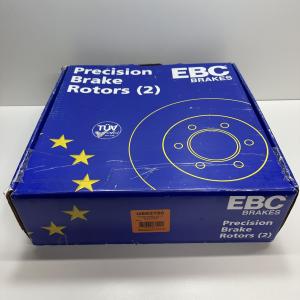 Precision
Brake
Rotors (2)
EBC
BRAKES
TÜV
EBC
BRAKES
Precision
Brake
Rotors (2)